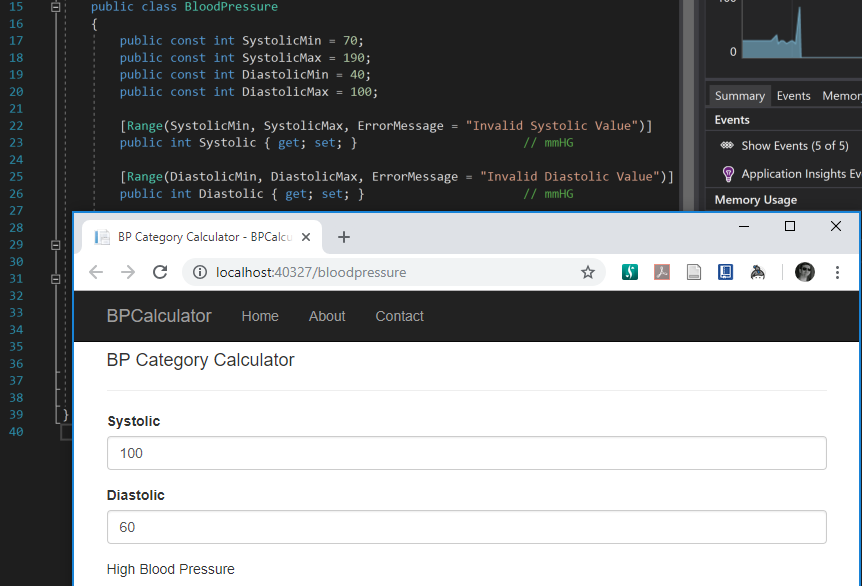 15 public class BloodPressure
16 {
17 public const int SystolicMin = 70;
18 public const int SystolicMax = 190;
19 public const int DiastolicMin = 40;
20 public const int DiastolicMax = 100;
21
22 [Range(SystolicMin, SystolicMax, ErrorMessage = "Invalid Systolic Value")]
23 public int Systolic { get; set; } // mmHG
24
25 [Range(DiastolicMin, DiastolicMax, ErrorMessage = "Invalid Diastolic Value")]
26 public int Diastolic { get; set; } // mmHG
27
28
29
30
31
32
33
34
35
36
37
38
39 }
40
100
0
Summary Events Memor
Events
Show Events (5 of 5)
Application Insights Ev
Memory Usage
BP Category Calculator - BPCalcu
localhost:40327/bloodpressure
BPCalculator Home About Contact
BP Category Calculator
Systolic
100
Diastolic
60
High Blood Pressure